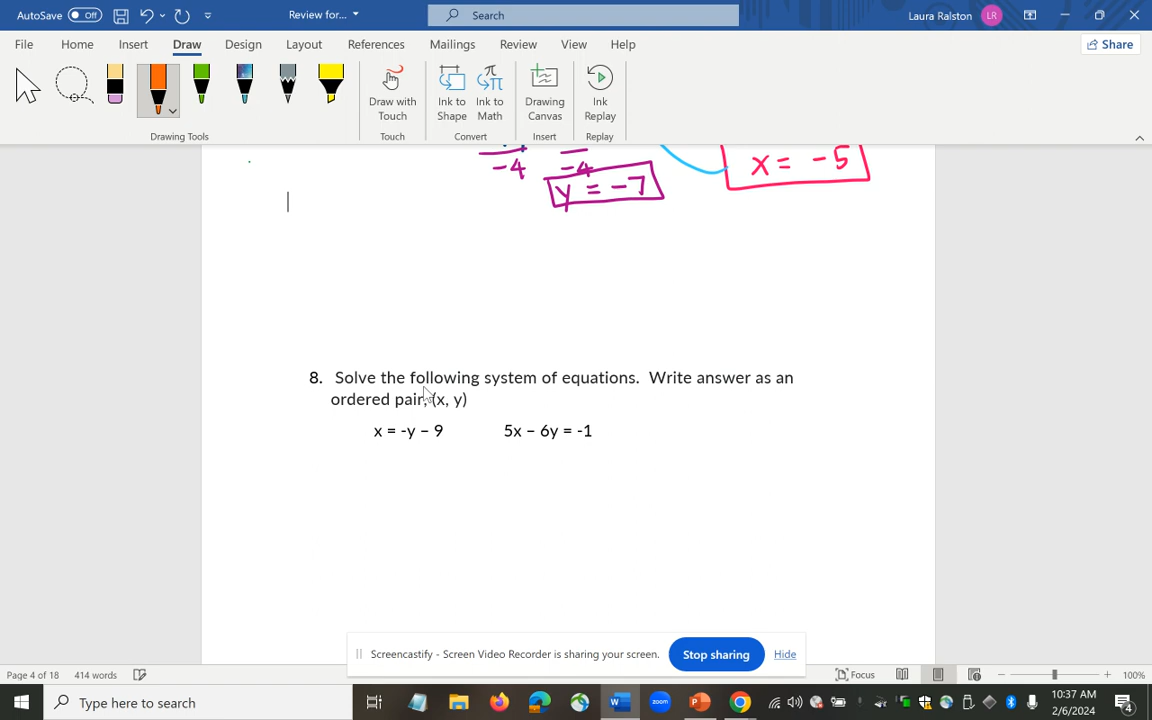 AutoSave Off Review for... Search Laura Ralston LR
File Home Insert Draw Design Layout References Mailings Review View Help Share
Draw with Touch Ink to Shape Ink to Math Drawing Canvas Ink Replay
Drawing Tools Touch Convert Insert Replay
-4 -4 x = -5
y = -7
8. Solve the following system of equations. Write answer as an
ordered pair, (x, y)
x = -y – 9 5x – 6y = -1
Screencastify - Screen Video Recorder is sharing your screen. Stop sharing Hide
Page 4 of 18 414 words Focus 100%
Type here to search zoom 10:37 AM
2/6/2024 4